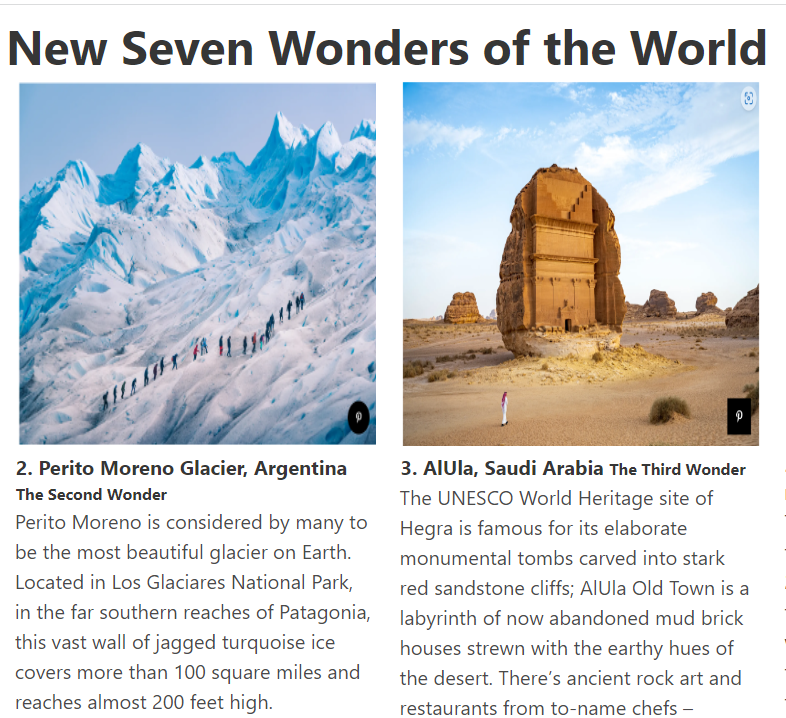 New Seven Wonders of the World
2. Perito Moreno Glacier, Argentina
The Second Wonder
Perito Moreno is considered by many to
be the most beautiful glacier on Earth.
Located in Los Glaciares National Park,
in the far southern reaches of Patagonia,
this vast wall of jagged turquoise ice
covers more than 100 square miles and
reaches almost 200 feet high.
3. AlUla, Saudi Arabia The Third Wonder
The UNESCO World Heritage site of
Hegra is famous for its elaborate
monumental tombs carved into stark
red sandstone cliffs; AlUla Old Town is a
labyrinth of now abandoned mud brick
houses strewn with the earthy hues of
the desert. There’s ancient rock art and
restaurants from to-name chefs –